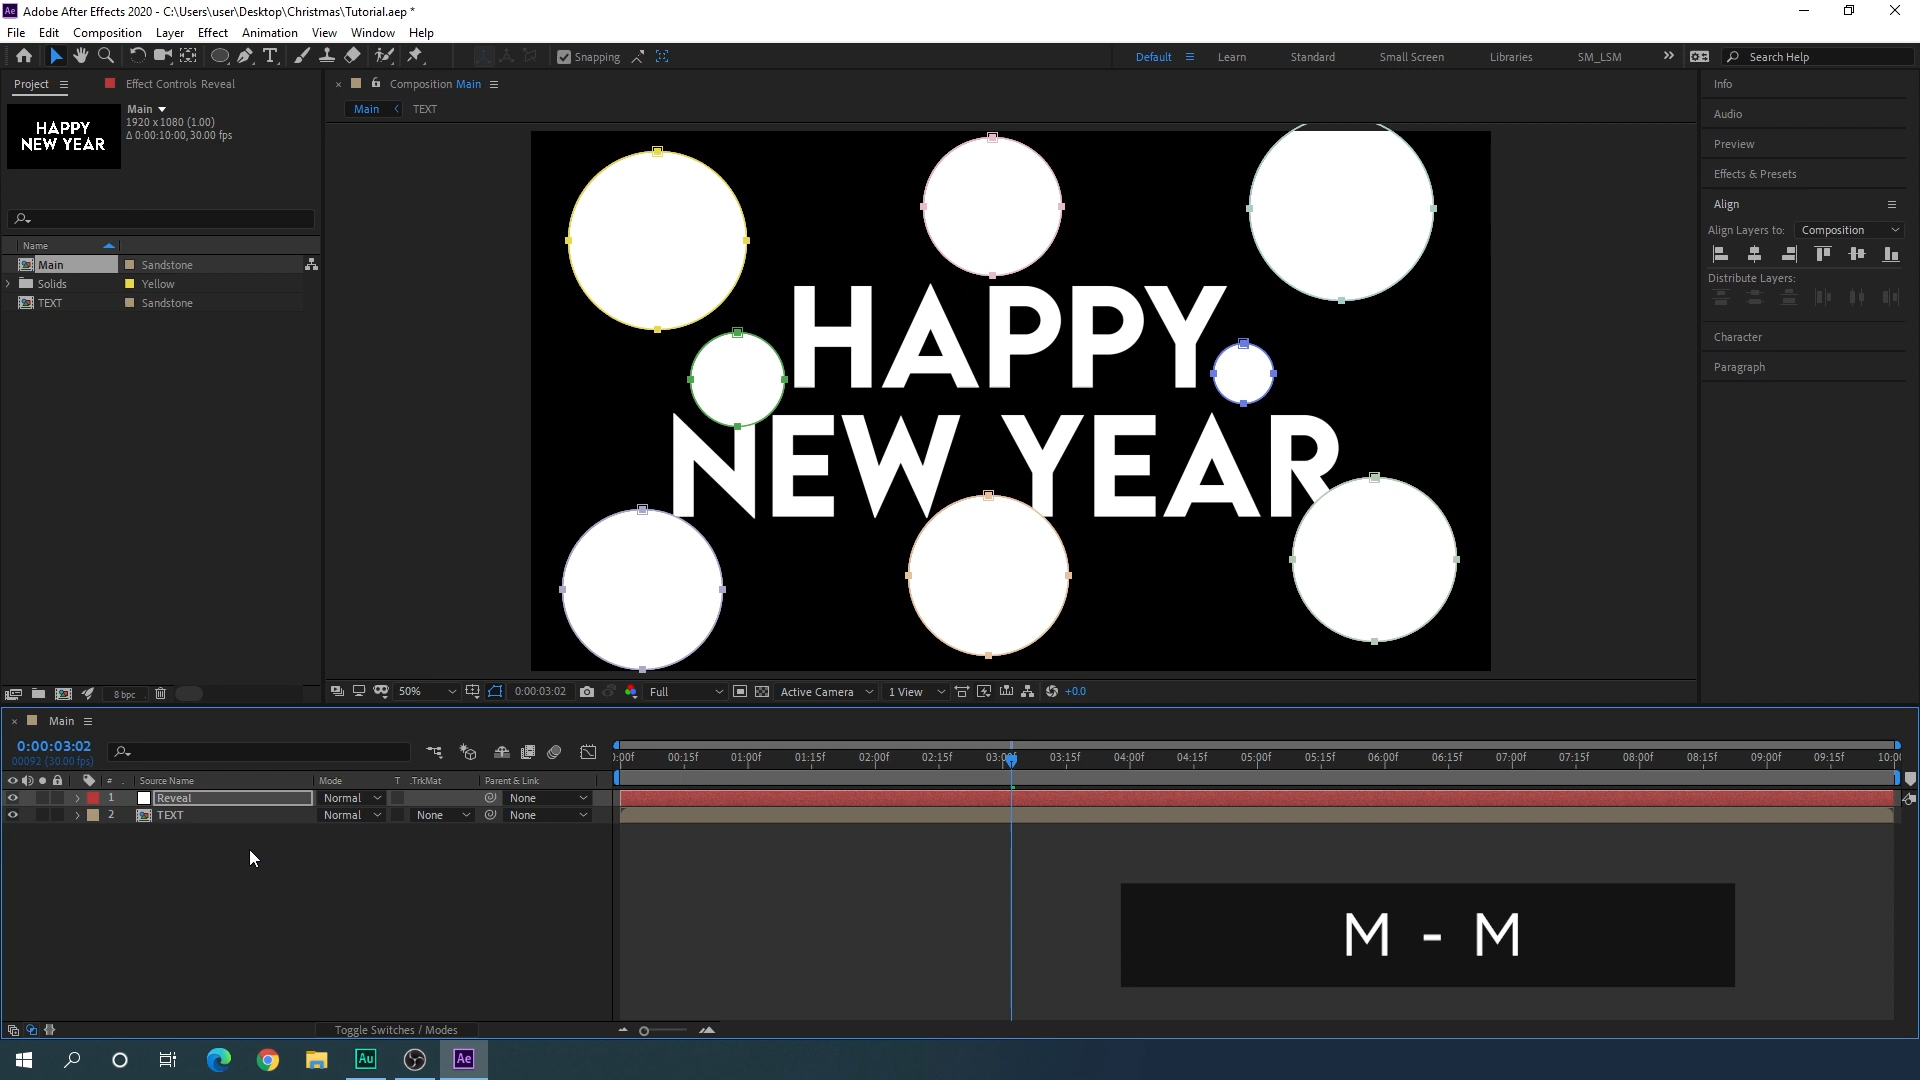 Adobe After Effects 2020 - C:\Users\user\Desktop\Christmas\Tutorial.aep *
File Edit Composition Layer Effect Animation View Window Help
Snapping
Default Learn Standard Small Screen Libraries SM_LSM Search Help
Project Effect Controls Reveal
Main
1920 x 1080 (1.00)
Δ 0:00:10:00, 30.00 fps
HAPPY
NEW YEAR
Name
Main Sandstone
Solids Yellow
TEXT Sandstone
8 bpc
Composition Main
Main TEXT
HAPPY
NEW YEAR
50% 0:00:03:02 Full Active Camera 1 View +0.0
Info
Audio
Preview
Effects & Presets
Align
Align Layers to: Composition
Distribute Layers:
Character
Paragraph
Main
0:00:03:02
00092 (30.00 fps)
# Source Name Mode T .TrkMat Parent & Link
1 Reveal Normal None
2 TEXT Normal None None
:00f 00:15f 01:00f 01:15f 02:00f 02:15f 03:00f 03:15f 04:00f 04:15f 05:00f 05:15f 06:00f 06:15f 07:00f 07:15f 08:00f 08:15f 09:00f 09:15f 10:00
M - M
Toggle Switches / Modes
Au Ae